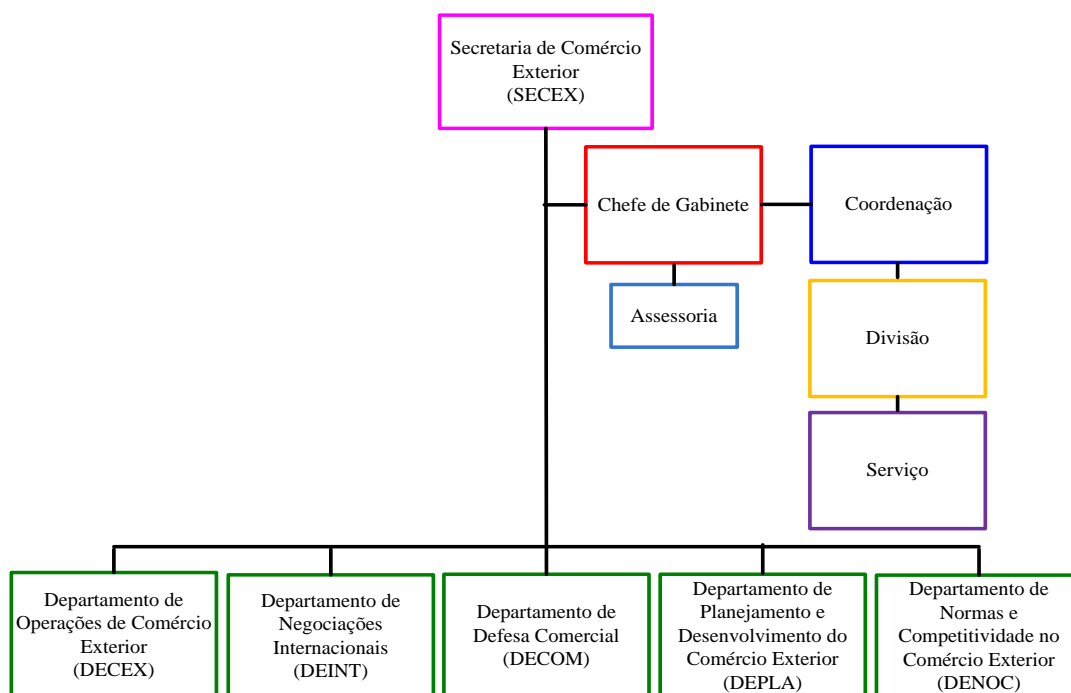 Secretaria de Comércio
Exterior
(SECEX)
Chefe de Gabinete
Coordenação
Assessoria
Divisão
Serviço
Departamento de
Operações de Comércio
Exterior
(DECEX)
Departamento de
Negociações
Internacionais
(DEINT)
Departamento de
Defesa Comercial
(DECOM)
Departamento de
Planejamento e
Desenvolvimento do
Comércio Exterior
(DEPLA)
Departamento de
Normas e
Competitividade no
Comércio Exterior
(DENOC)